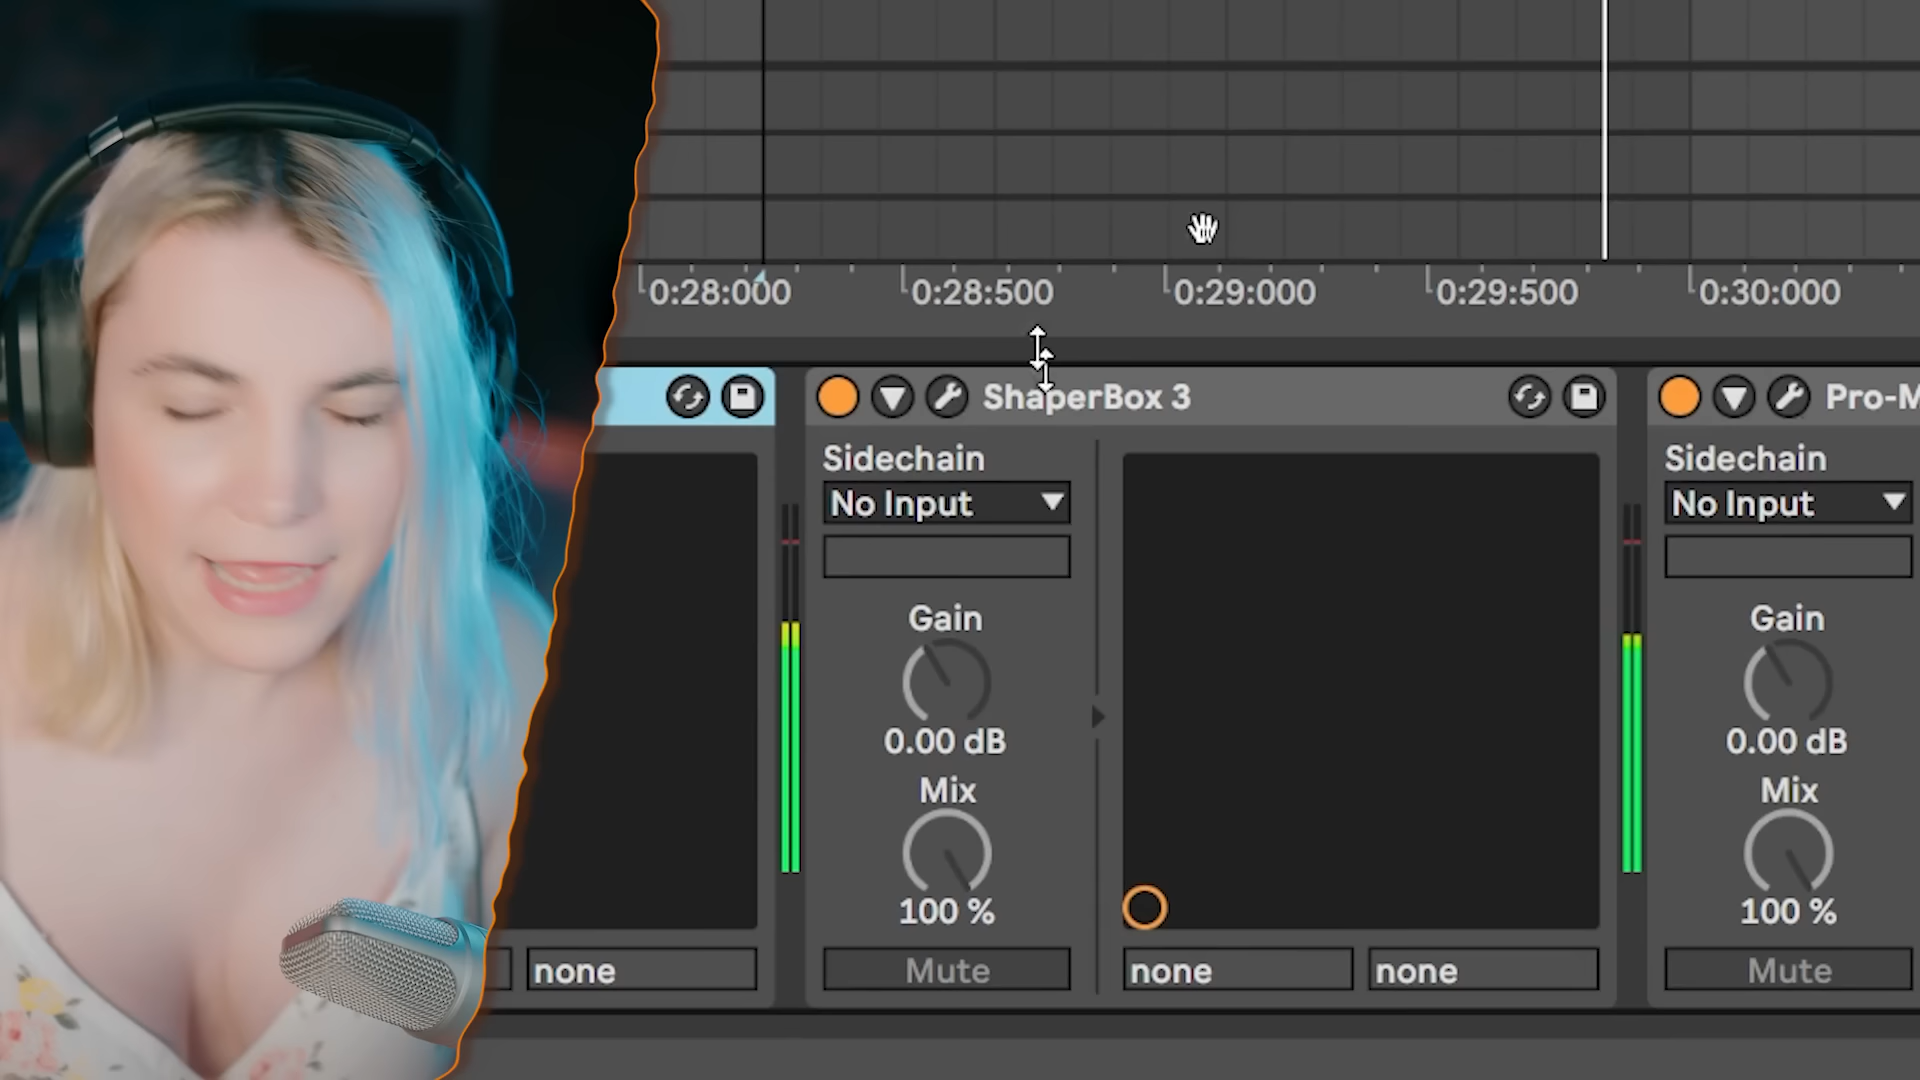 0:28:000 0:28:500 0:29:000 0:29:500 0:30:000
ShaperBox 3
Pro-M
Sidechain
No Input
Gain
0.00 dB
Mix
100 %
Mute
none
none
none
Sidechain
No Input
Gain
0.00 dB
Mix
100 %
Mute